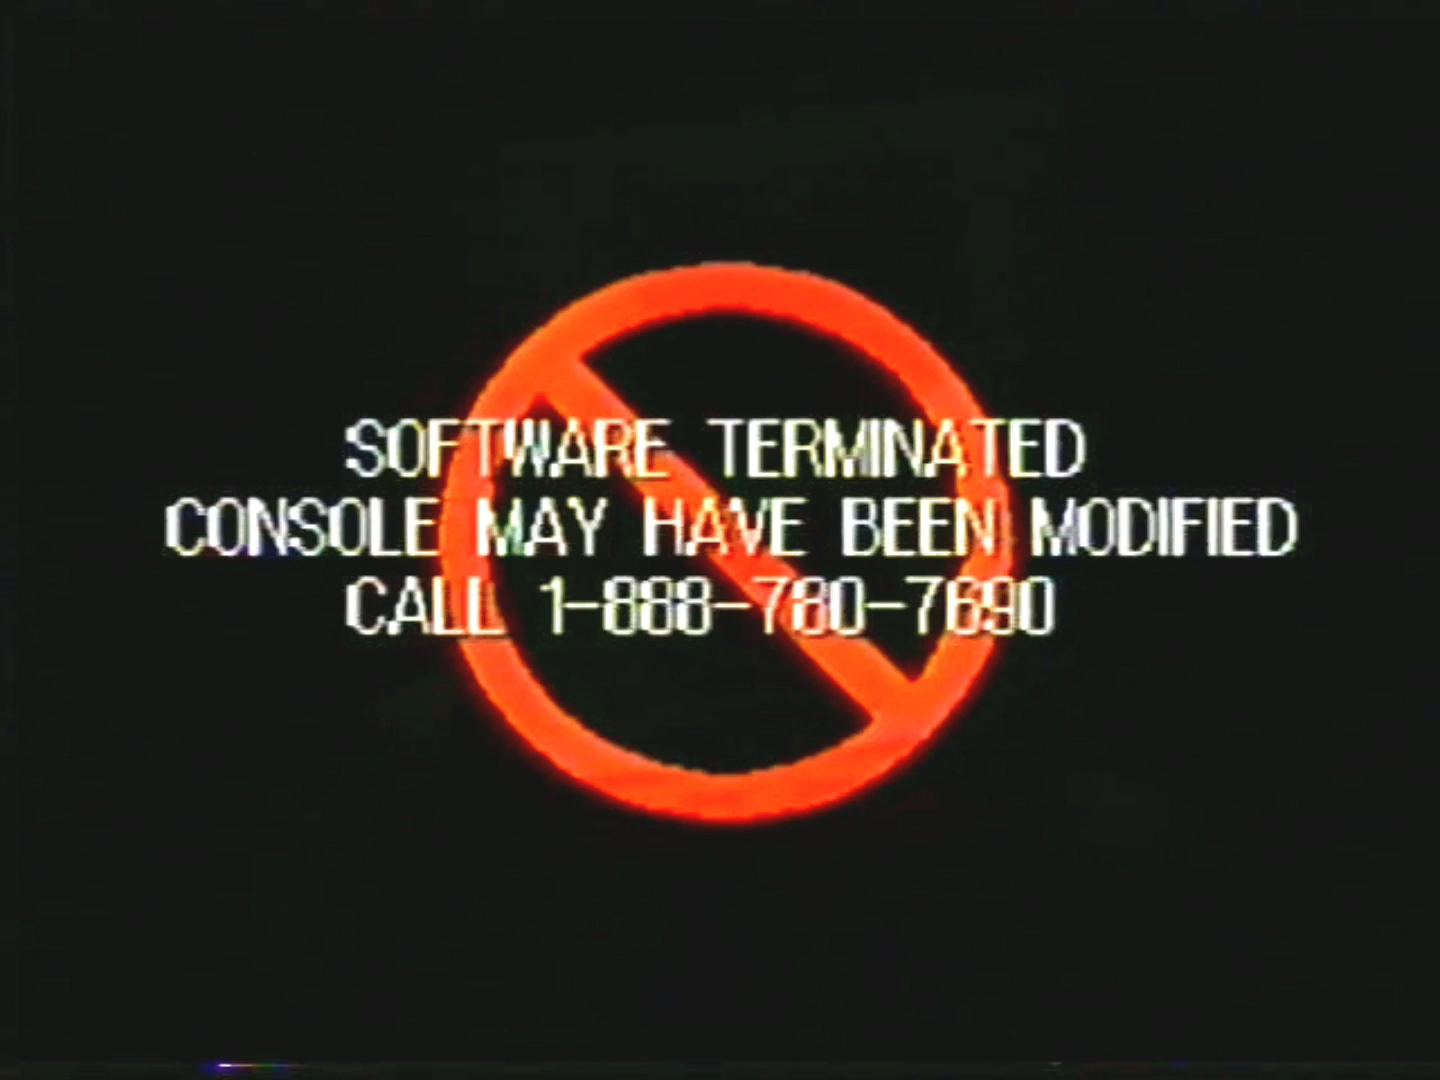 SOFTWARE TERMINATED
CONSOLE MAY HAVE BEEN MODIFIED
CALL 1-888-780-7690